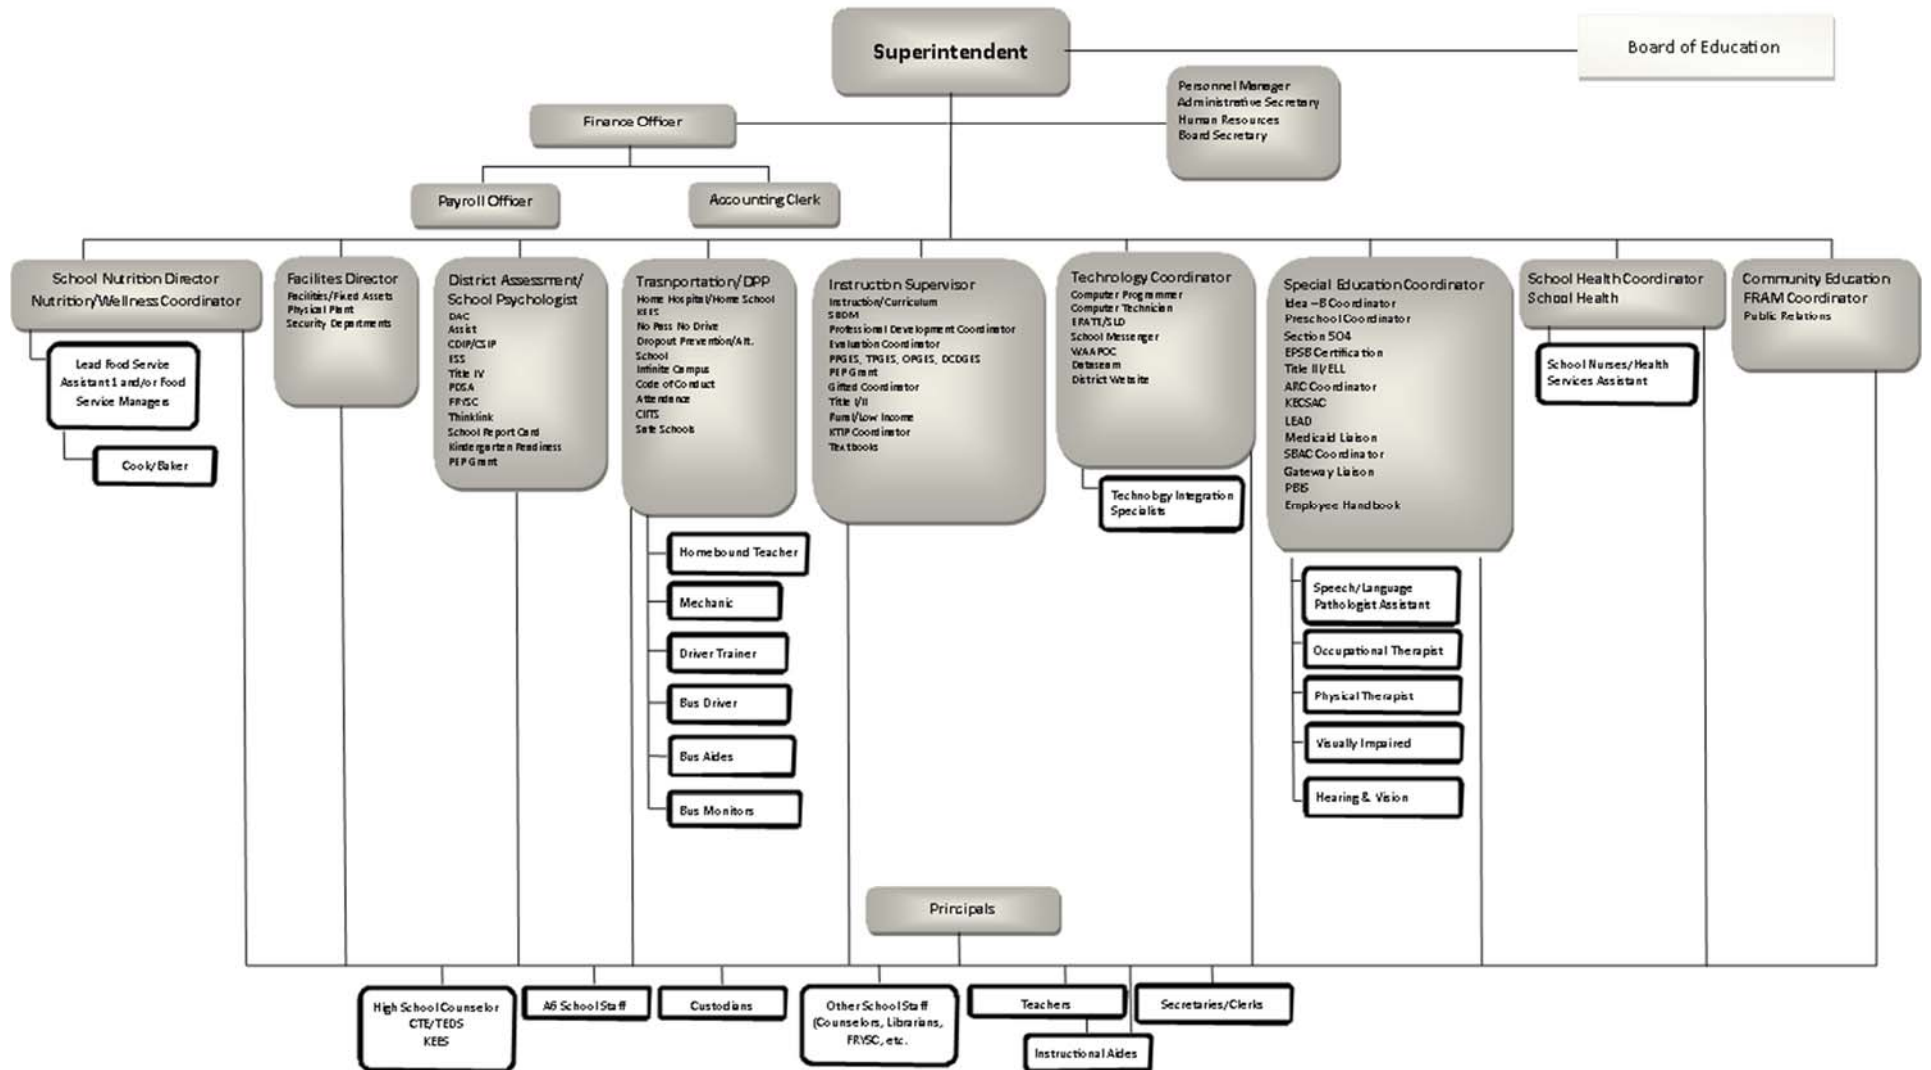 Superintendent
Board of Education
Personnel Manager
Administrative Secretary
Human Resources
Board Secretary
Finance Officer
Payroll Officer
Accounting Clerk
School Nutrition Director
Nutrition/Wellness Coordinator
Lead Food Service
Assistant 1 and/or Food
Service Managers
Cook/Baker
Facilites Director
Facilities/Fixed Assets
Physical Plant
Security Departments
District Assessment/
School Psychologist
DAC
Assist
CDIP/CSIP
ESS
Title IV
PDSA
FRYSC
Thinklink
School Report Card
Kindergarten Readiness
PEP Grant
Trasnportation/DPP
Home Hospital/Home School
KEES
No Pass No Drive
Dropout Prevention/Alt.
School
Infinite Campus
Code of Conduct
Attendance
CIITS
Safe Schools
Homebound Teacher
Mechanic
Driver Trainer
Bus Driver
Bus Aides
Bus Monitors
Instruction Supervisor
Instruction/Curriculum
SBDM
Professional Development Coordinator
Evaluation Coordinator
PPGES, TPGES, OPGES, DCDGES
PEP Grant
Gifted Coordinator
Title I/II
Rural/Low Income
KTIP Coordinator
Textbooks
Technology Coordinator
Computer Programmer
Computer Technician
ERATE/SLD
School Messenger
WAAPOC
Dataseam
District Website
Technology Integration
Specialists
Special Education Coordinator
Idea –B Coordinator
Preschool Coordinator
Section 504
EPSB Certification
Title III/ELL
ARC Coordinator
KECSAC
LEAD
Medicaid Liaison
SBAC Coordinator
Gateway Liaison
PBIS
Employee Handbook
Speech/Language
Pathologist Assistant
Occupational Therapist
Physical Therapist
Visually Impaired
Hearing & Vision
School Health Coordinator
School Health
School Nurses/Health
Services Assistant
Community Education
FRAM Coordinator
Public Relations
Principals
High School Counselor
CTE/TEDS
KEES
A6 School Staff
Custodians
Other School Staff
(Counselors, Librarians,
FRYSC, etc.
Teachers
Instructional Aides
Secretaries/Clerks